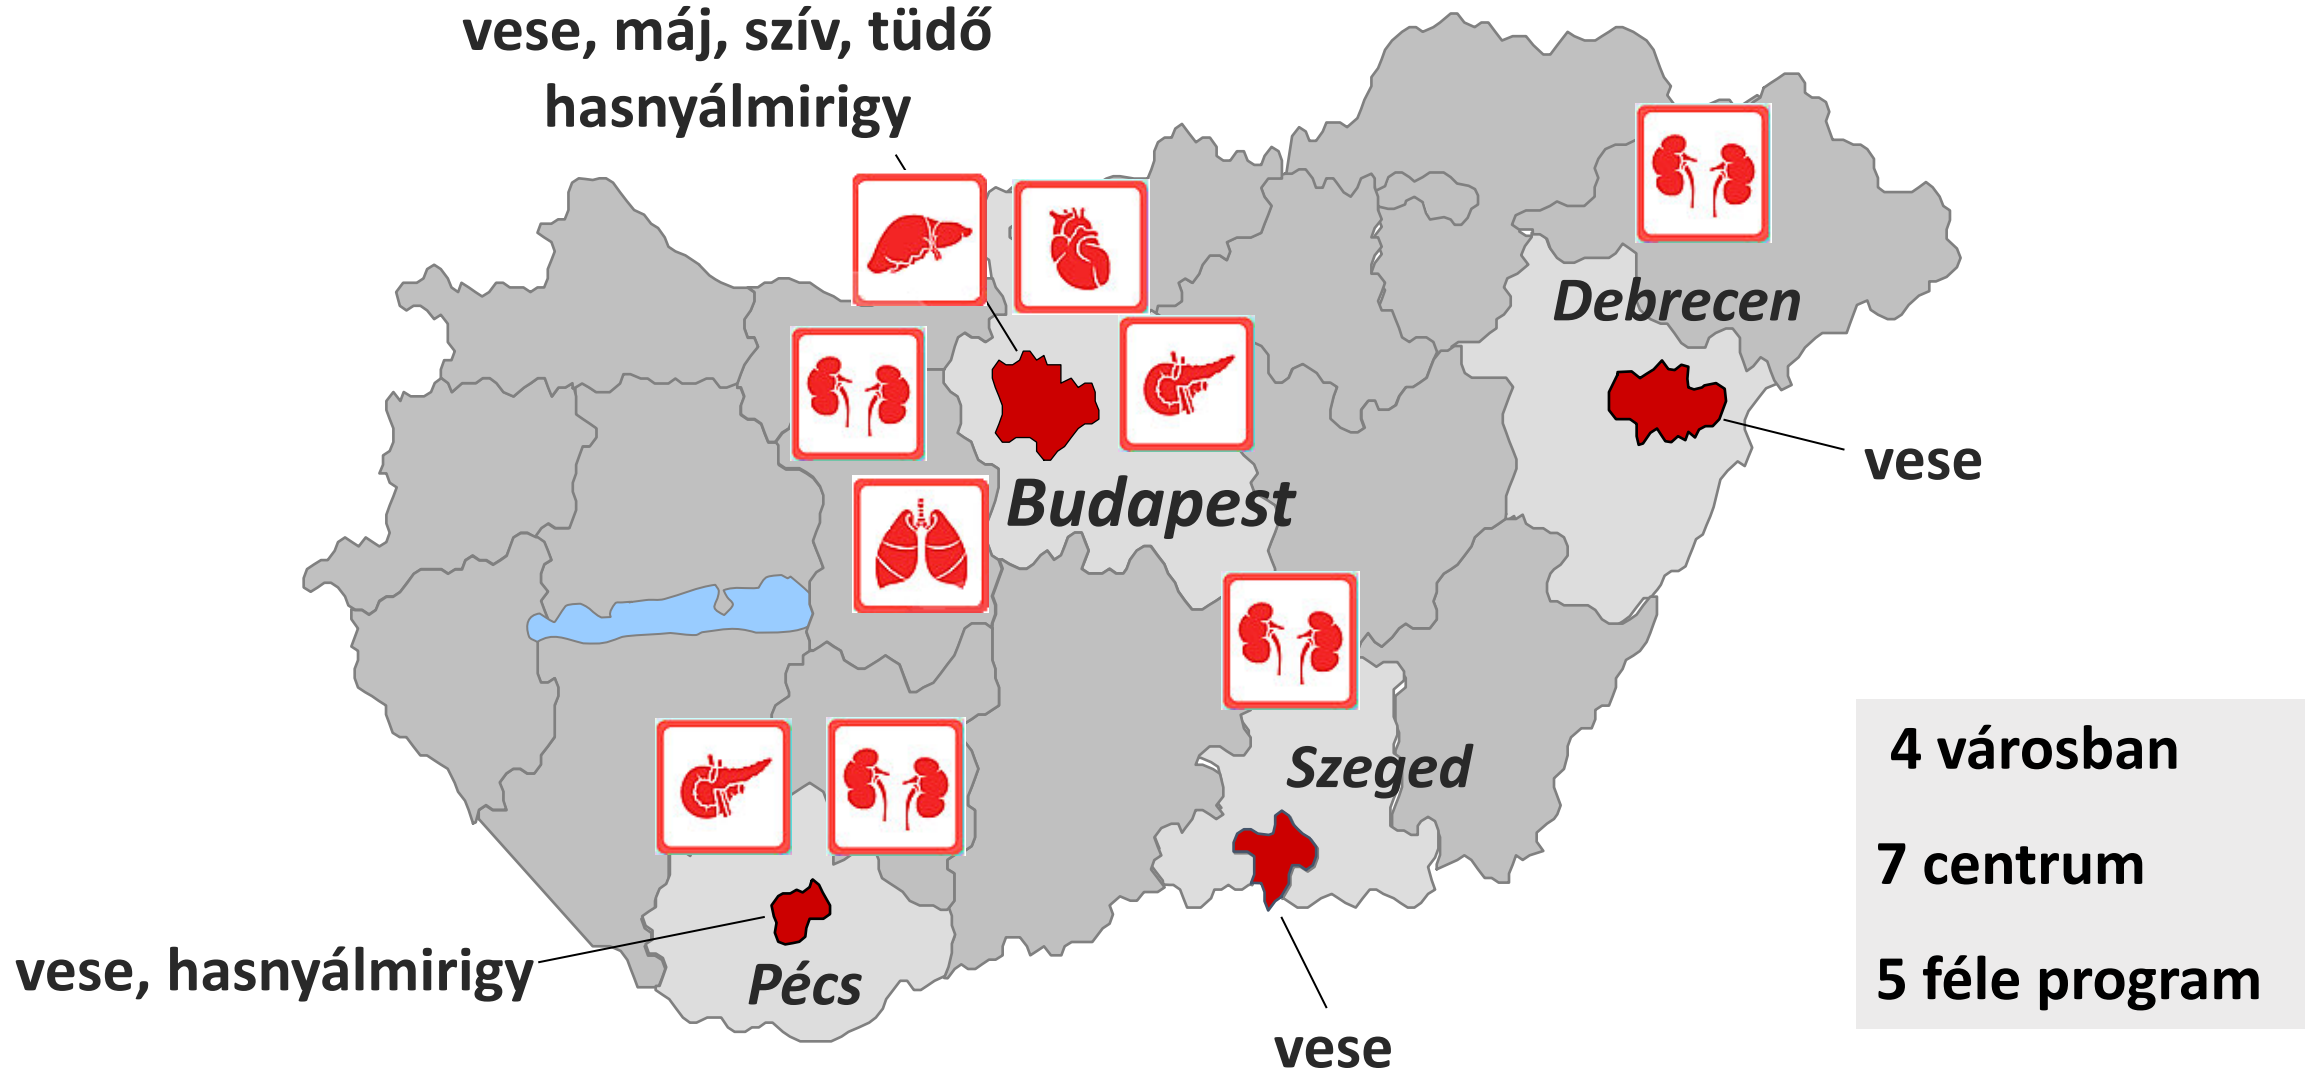 vese, máj, szív, tüdő
hasnyálmirigy
Debrecen
vese
Budapest
Szeged
vese
vese, hasnyálmirigy
Pécs
4 városban
7 centrum
5 féle program